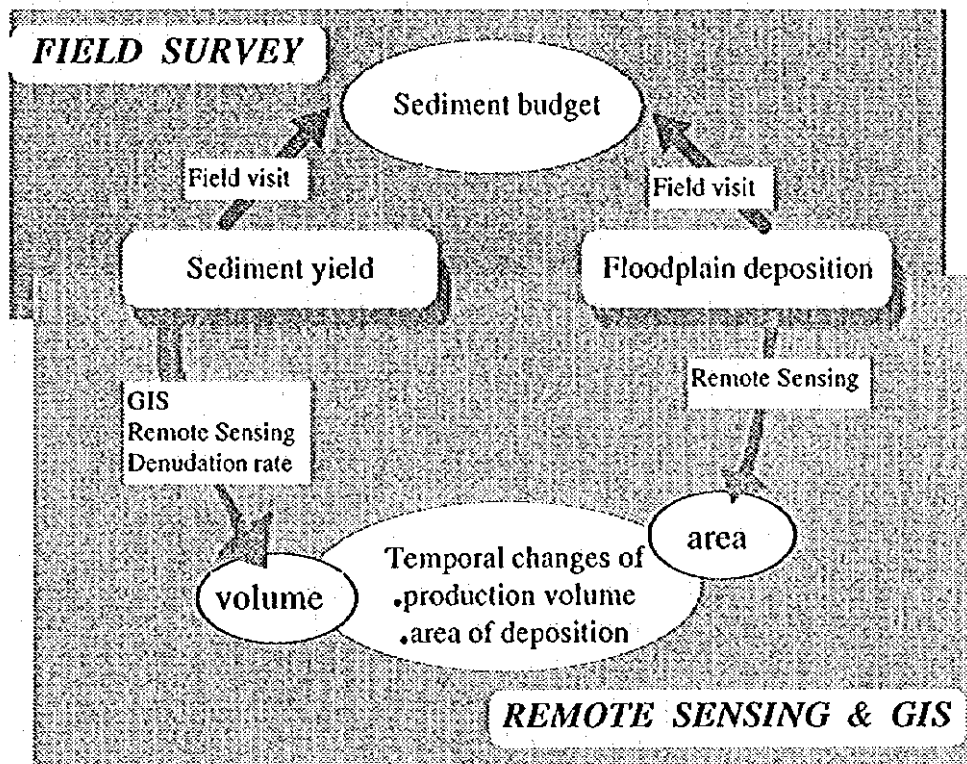 FIELD SURVEY
Sediment budget
Field visit
Field visit
Sediment yield
Floodplain deposition
GIS
Remote Sensing
Denudation rate
Remote Sensing
area
volume
Temporal changes of
.production volume
.area of deposition
REMOTE SENSING & GIS